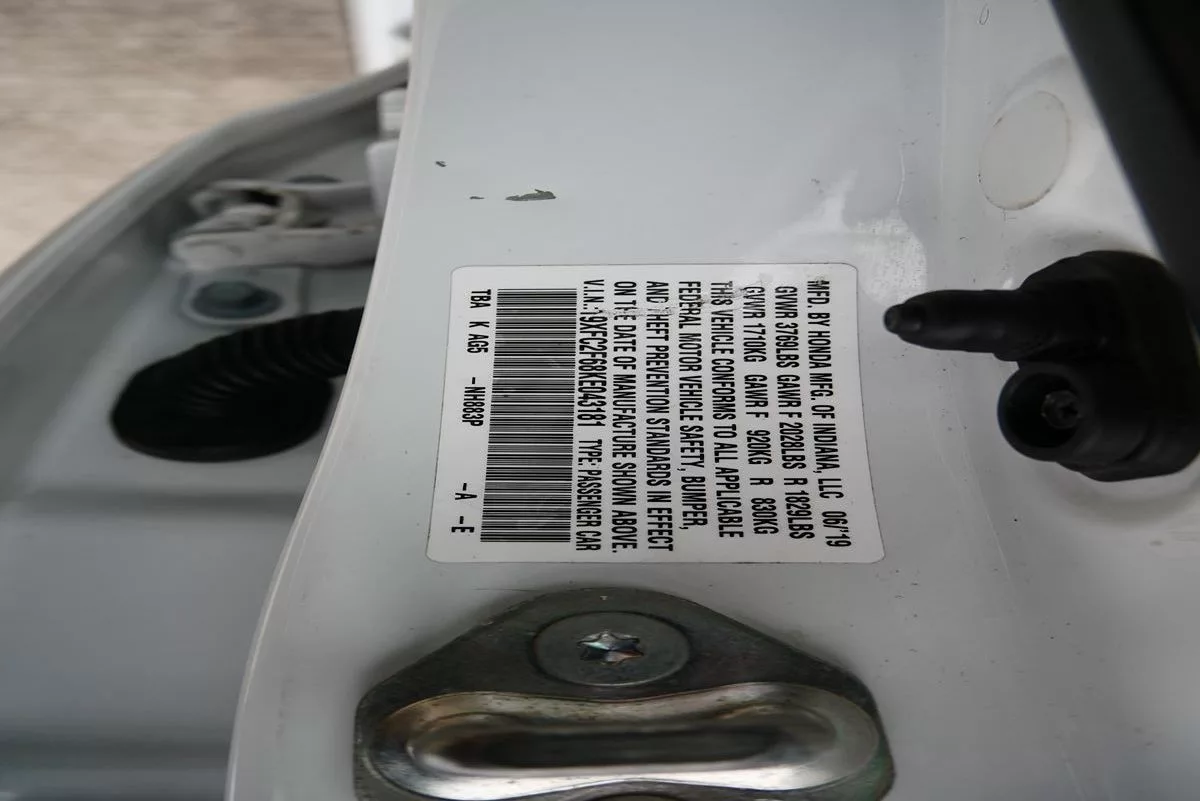 MFD. BY HONDA MFG. OF INDIANA, LLC 06/'19
GVWR 3769LBS GAWR F 2028LBS R 1829LBS
GVWR 1710KG GAWR F 920KG R 830KG
THIS VEHICLE CONFORMS TO ALL APPLICABLE
FEDERAL MOTOR VEHICLE SAFETY, BUMPER,
AND THEFT PREVENTION STANDARDS IN EFFECT
ON THE DATE OF MANUFACTURE SHOWN ABOVE.
V.I.N.:19XFC2F68KE043181 TYPE: PASSENGER CAR
TBA K AG5 -NH883P -A -E